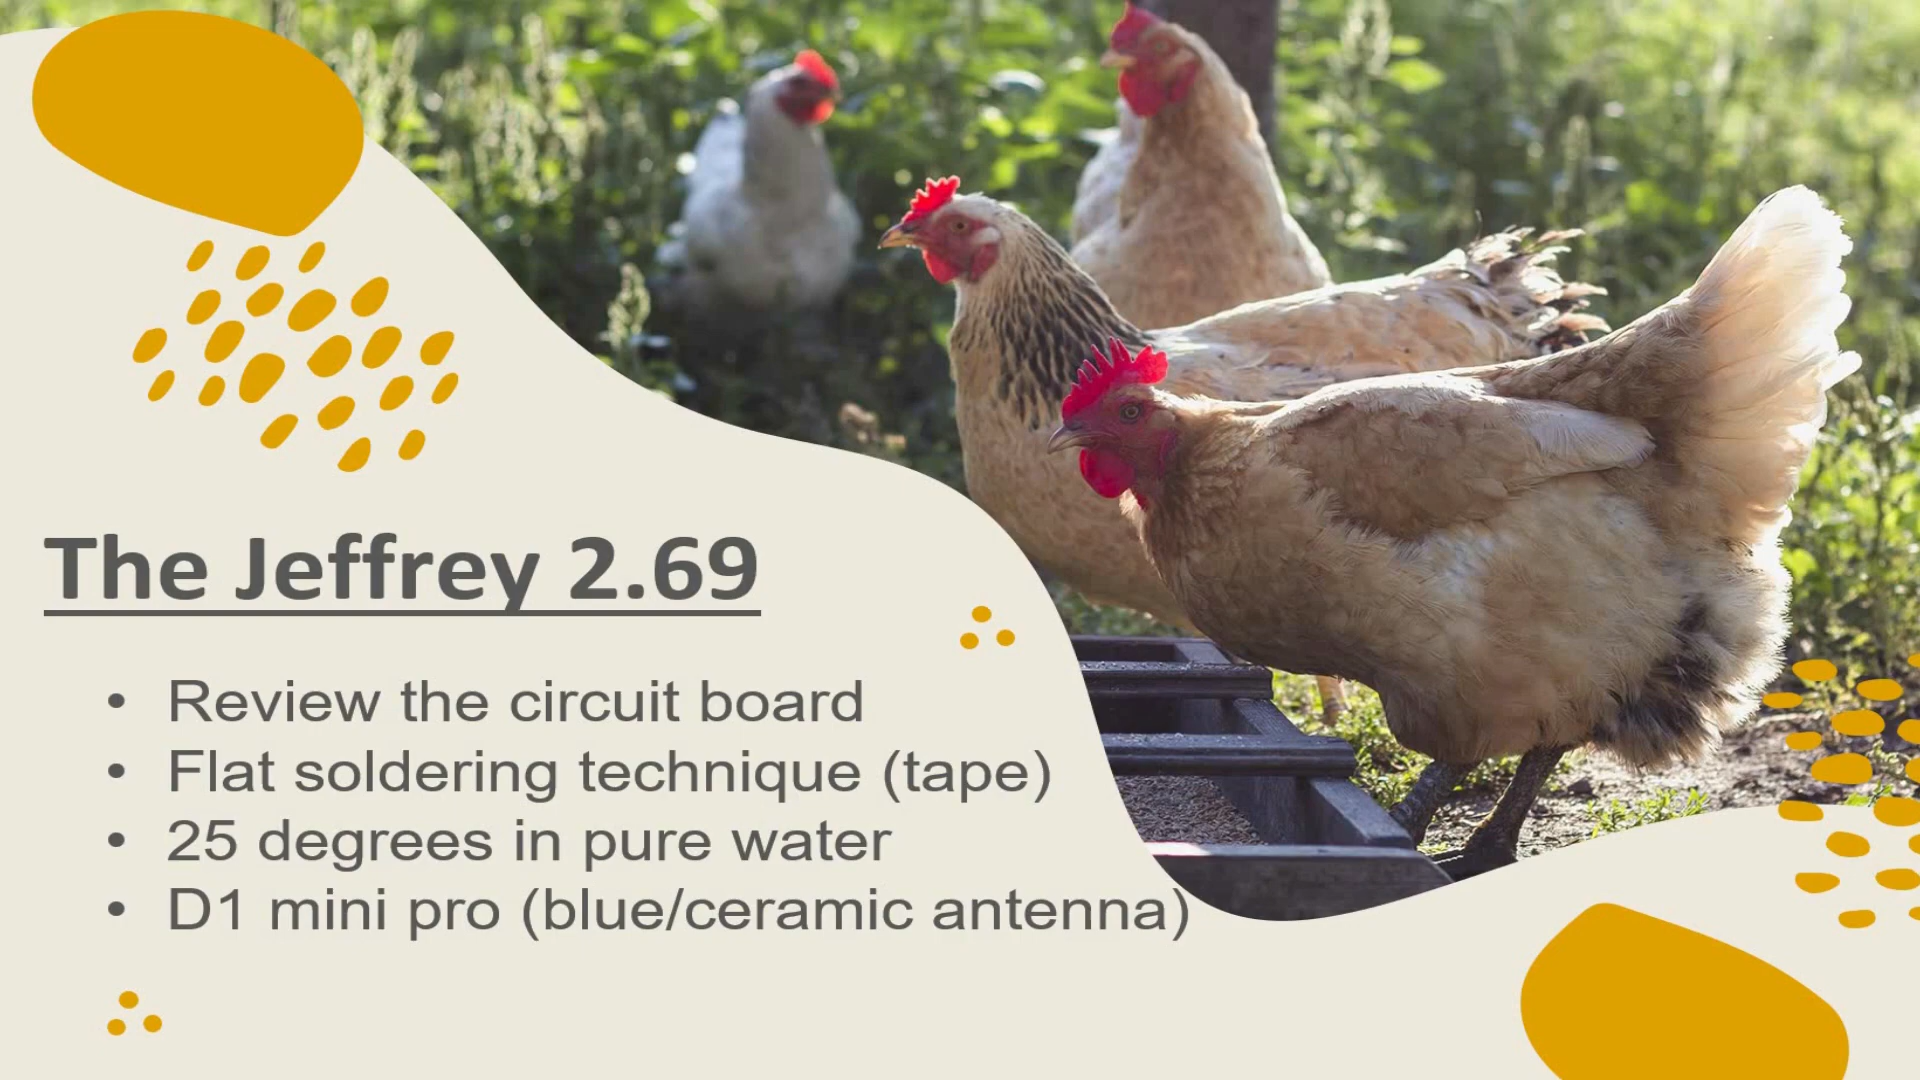 The Jeffrey 2.69
• Review the circuit board
• Flat soldering technique (tape)
• 25 degrees in pure water
• D1 mini pro (blue/ceramic antenna)